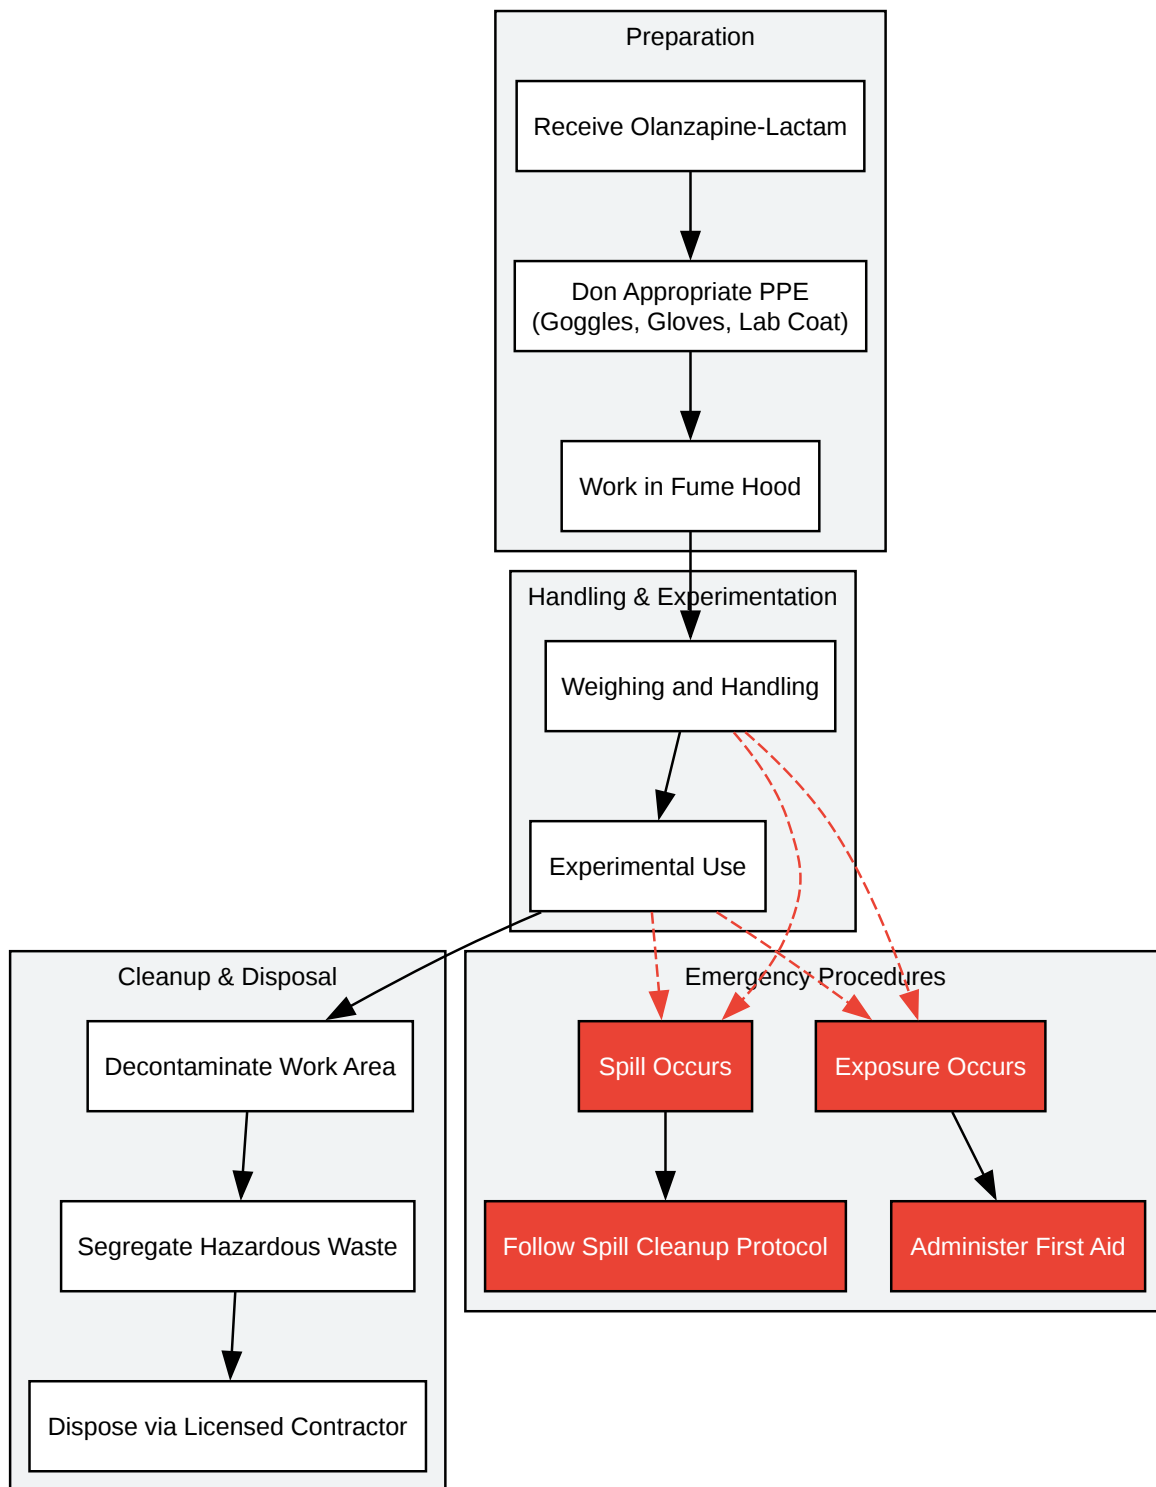 Preparation
Receive Olanzapine-Lactam
Don Appropriate PPE
(Goggles, Gloves, Lab Coat)
Work in Fume Hood
Handling & Experimentation
Weighing and Handling
Experimental Use
Cleanup & Disposal
Decontaminate Work Area
Segregate Hazardous Waste
Dispose via Licensed Contractor
Emergency Procedures
Spill Occurs
Exposure Occurs
Follow Spill Cleanup Protocol
Administer First Aid